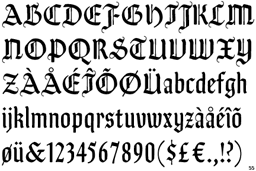 ABCDEFGHIJKLM
NOPQRSTUVWXY
ZÀÅÉÎÕØÜabcdefgh
ijklmnopqrstuvwxyzàåéîõ
øü&1234567890($£€.,!?)
55